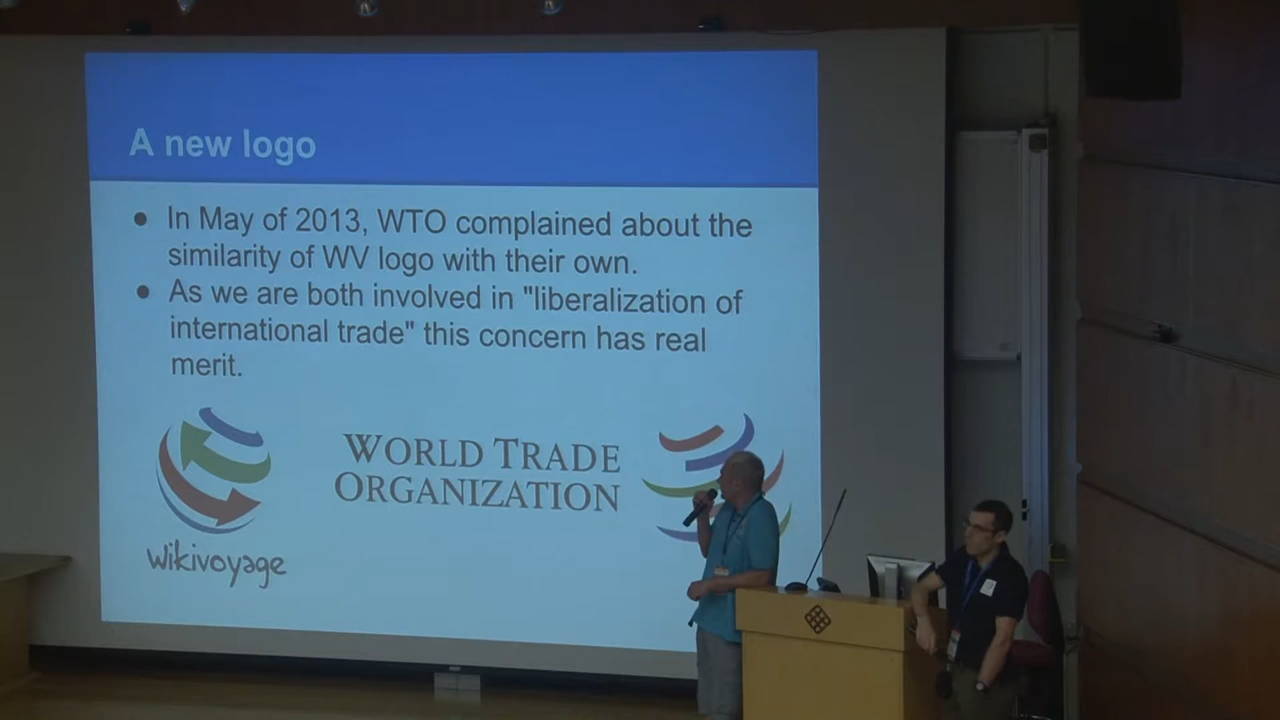 A new logo
● In May of 2013, WTO complained about the
similarity of WV logo with their own.
● As we are both involved in "liberalization of
international trade" this concern has real
merit.
WORLD TRADE
ORGANIZATION
wikivoyage